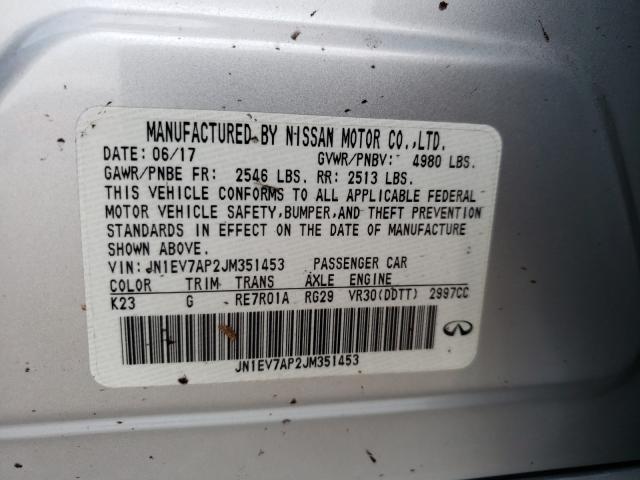 MANUFACTURED BY NISSAN MOTOR CO.,LTD.
DATE: 06/17 GVWR/PNBV: 4980 LBS.
GAWR/PNBE FR: 2546 LBS. RR: 2513 LBS.
THIS VEHICLE CONFORMS TO ALL APPLICABLE FEDERAL
MOTOR VEHICLE SAFETY,BUMPER,AND THEFT PREVENTION
STANDARDS IN EFFECT ON THE DATE OF MANUFACTURE
SHOWN ABOVE.
VIN: JN1EV7AP2JM351453 PASSENGER CAR
COLOR TRIM TRANS AXLE ENGINE
K23 G RE7R01A RG29 VR30(DDTT) 2997CC
JN1EV7AP2JM351453